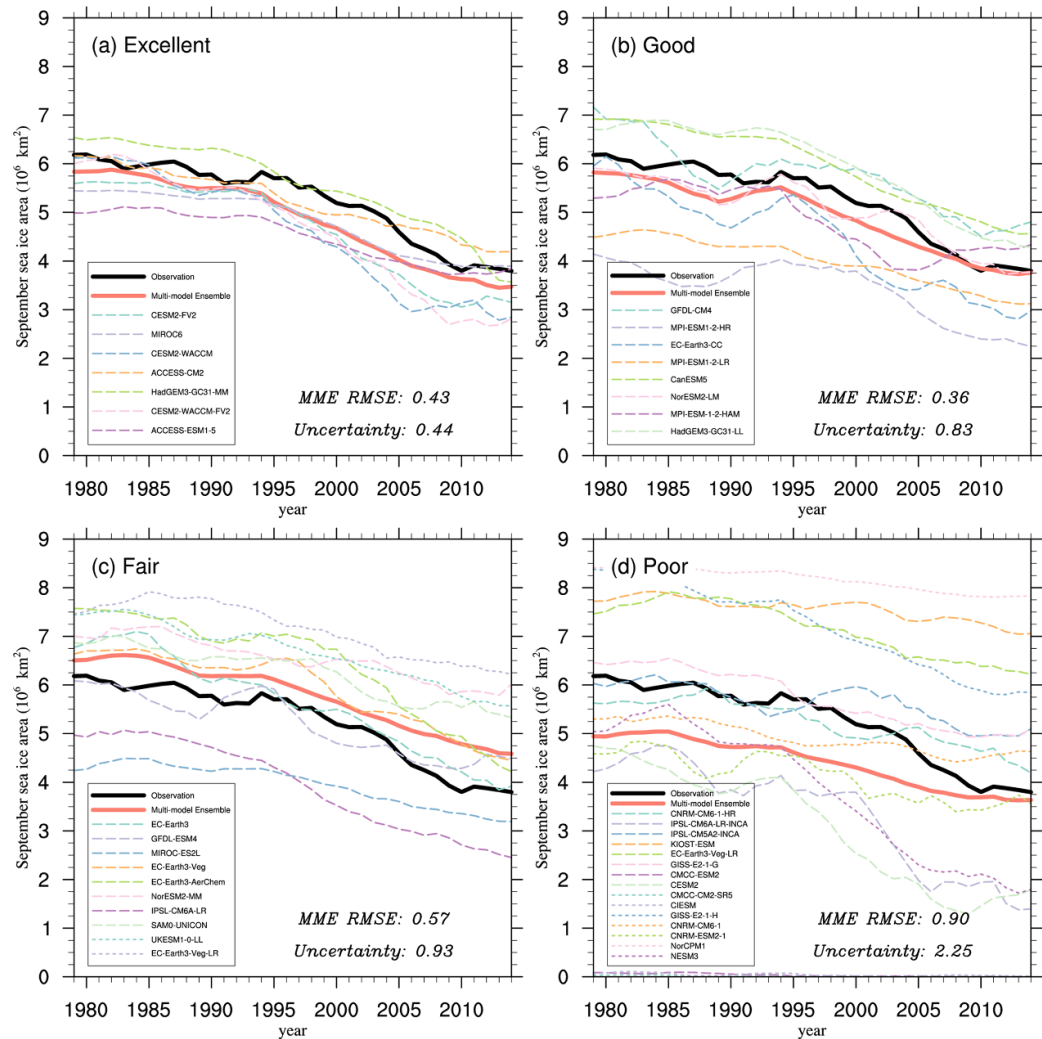 (a) Excellent
September sea ice area (10⁶ km²)
9
8
7
6
5
4
3
2
1
0
Observation
Multi-model Ensemble
CESM2-FV2
MIROC6
CESM2-WACCM
ACCESS-CM2
HadGEM3-GC31-MM
CESM2-WACCM-FV2
ACCESS-ESM1-5
MME RMSE: 0.43
Uncertainty: 0.44
1980 1985 1990 1995 2000 2005 2010
year
(b) Good
September sea ice area (10⁶ km²)
9
8
7
6
5
4
3
2
1
0
Observation
Multi-model Ensemble
GFDL-CM4
MPI-ESM1-2-HR
EC-Earth3-CC
MPI-ESM1-2-LR
CanESM5
NorESM2-LM
MPI-ESM-1-2-HAM
HadGEM3-GC31-LL
MME RMSE: 0.36
Uncertainty: 0.83
1980 1985 1990 1995 2000 2005 2010
year
(c) Fair
September sea ice area (10⁶ km²)
9
8
7
6
5
4
3
2
1
0
Observation
Multi-model Ensemble
EC-Earth3
GFDL-ESM4
MIROC-ES2L
EC-Earth3-Veg
EC-Earth3-AerChem
NorESM2-MM
IPSL-CM6A-LR
SAM0-UNICON
UKESM1-0-LL
EC-Earth3-Veg-LR
MME RMSE: 0.57
Uncertainty: 0.93
1980 1985 1990 1995 2000 2005 2010
year
(d) Poor
September sea ice area (10⁶ km²)
9
8
7
6
5
4
3
2
1
0
Observation
Multi-model Ensemble
CNRM-CM6-1-HR
IPSL-CM6A-LR-INCA
IPSL-CM5A2-INCA
KIOST-ESM
EC-Earth3-Veg-LR
GISS-E2-1-G
CMCC-ESM2
CESM2
CMCC-CM2-SR5
CIESM
GISS-E2-1-H
CNRM-CM6-1
CNRM-ESM2-1
NorCPM1
NESM3
MME RMSE: 0.90
Uncertainty: 2.25
1980 1985 1990 1995 2000 2005 2010
year